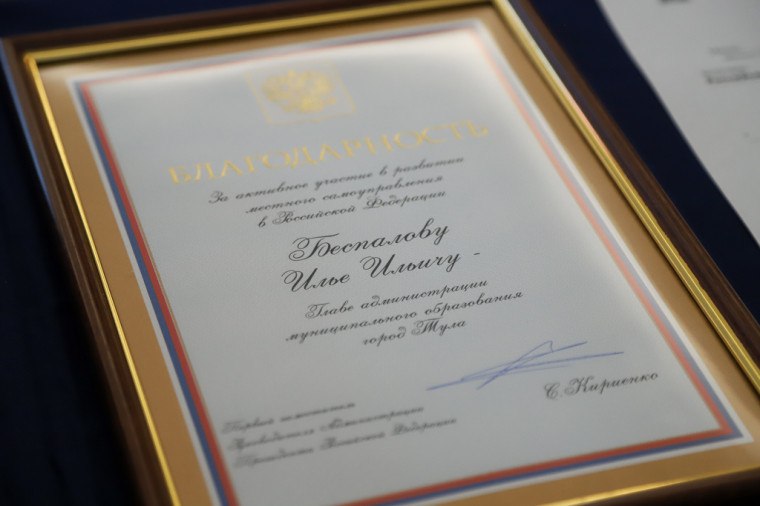 БЛАГОДАРНОСТЬ
За активное участие в развитии
местного самоуправления
в Российской Федерации
Беспалову
Илье Ильичу -
Главе администрации
муниципального образования
город Тула
С.Кириенко
Первый заместитель
Руководителя Администрации
Президента Российской Федерации